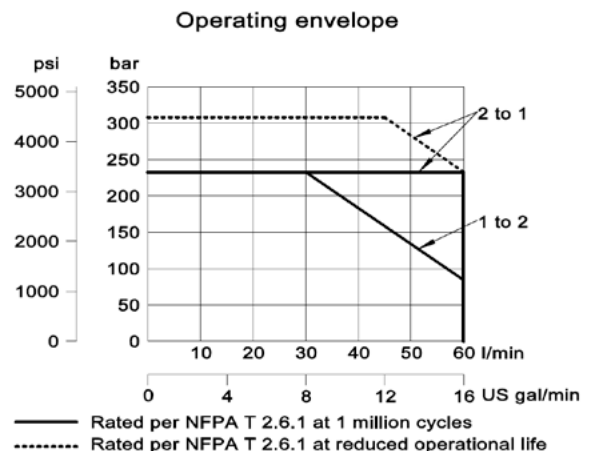 Operating envelope
psi bar
5000 350
4000 300
3000 250
2000 200
1000 150
0 100
50
0
2 to 1
1 to 2
10 20 30 40 50 60 l/min
0 4 8 12 16 US gal/min
Rated per NFPA T 2.6.1 at 1 million cycles
Rated per NFPA T 2.6.1 at reduced operational life